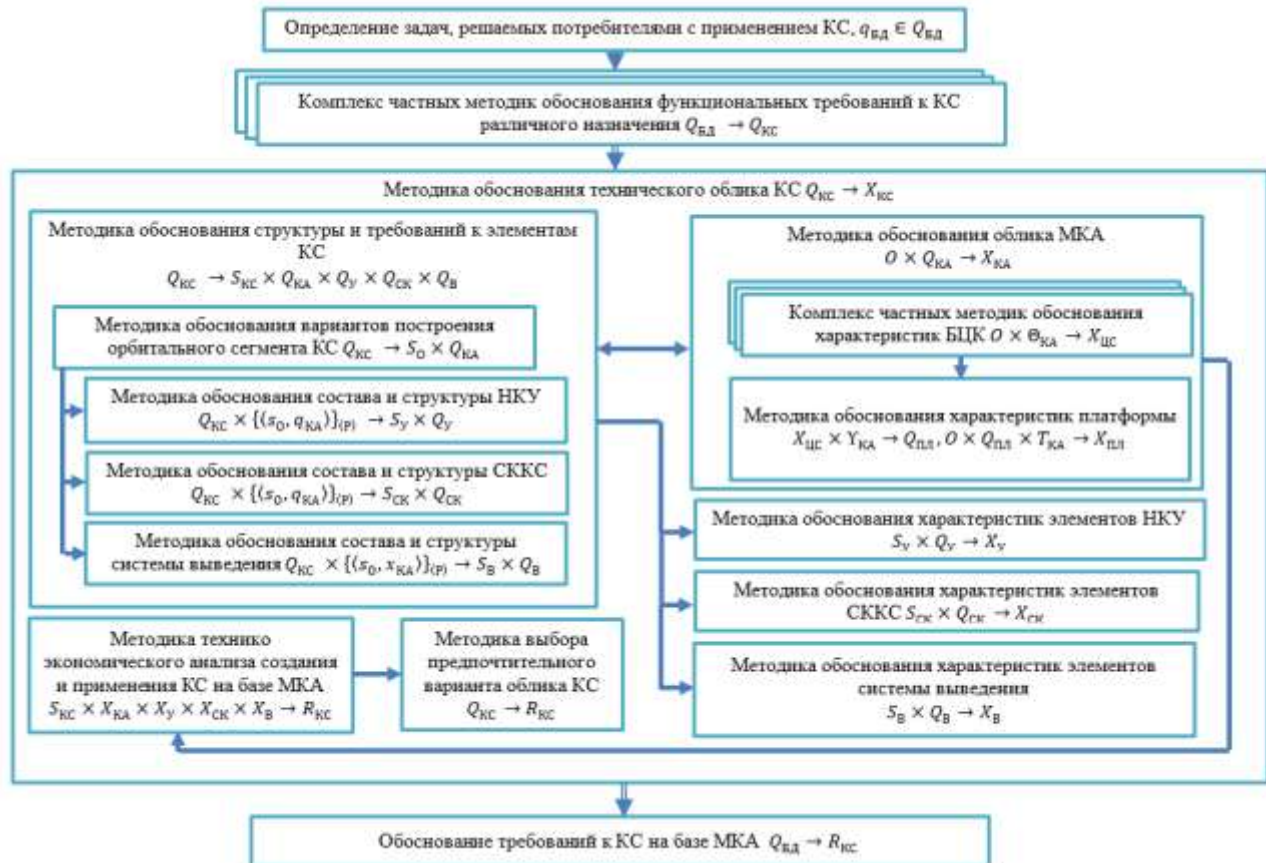 Определение задач, решаемых потребителями с применением КС, q_БД ∈ Q_БД
Комплекс частных методик обоснования функциональных требований к КС
различного назначения Q_БД → Q_КС
Методика обоснования технического облика КС Q_КС → X_КС
Методика обоснования структуры и требований к элементам
КС
Q_КС → S_КС × Q_КА × Q_У × Q_СК × Q_В
Методика обоснования вариантов построения
орбитального сегмента КС Q_КС → S_О × Q_КА
Методика обоснования состава и структуры НКУ
Q_КС × {(s_О, q_КА)}_(P) → S_У × Q_У
Методика обоснования состава и структуры СККС
Q_КС × {(s_О, q_КА)}_(P) → S_СК × Q_СК
Методика обоснования состава и структуры
системы выведения Q_КС × {(s_О, x_КА)}_(P) → S_В × Q_В
Методика обоснования облика МКА
O × Q_КА → X_КА
Комплекс частных методик обоснования
характеристик БЦК O × Θ_КА → X_ЦС
Методика обоснования характеристик платформы
X_ЦС × Υ_КА → Q_ПЛ, O × Q_ПЛ × T_КА → X_ПЛ
Методика обоснования характеристик элементов НКУ
S_У × Q_У → X_У
Методика обоснования характеристик элементов
СККС S_СК × Q_СК → X_СК
Методика обоснования характеристик элементов
системы выведения
S_В × Q_В → X_В
Методика технико
экономического анализа создания
и применения КС на базе МКА
S_КС × X_КА × X_У × X_СК × X_В → R_КС
Методика выбора
предпочтительного
варианта облика КС
Q_КС → R_КС
Обоснование требований к КС на базе МКА Q_БД → R_КС